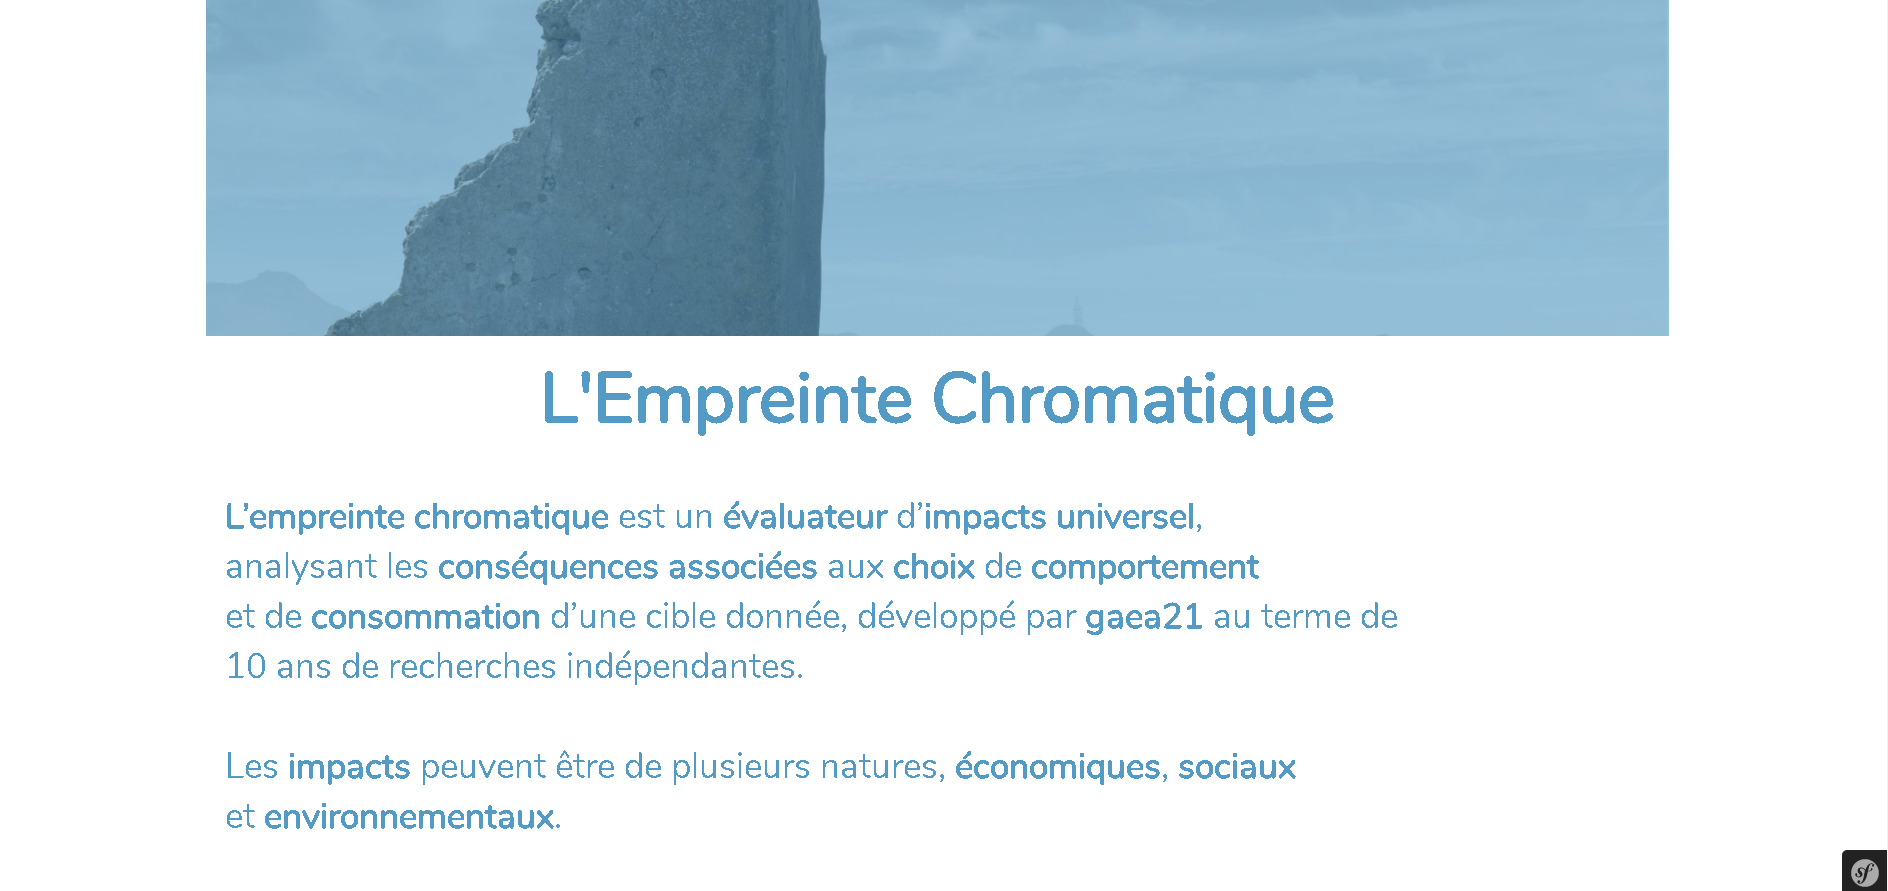 L'Empreinte Chromatique
L’empreinte chromatique est un évaluateur d’impacts universel,
analysant les conséquences associées aux choix de comportement
et de consommation d’une cible donnée, développé par gaea21 au terme de
10 ans de recherches indépendantes.
Les impacts peuvent être de plusieurs natures, économiques, sociaux
et environnementaux.
sf